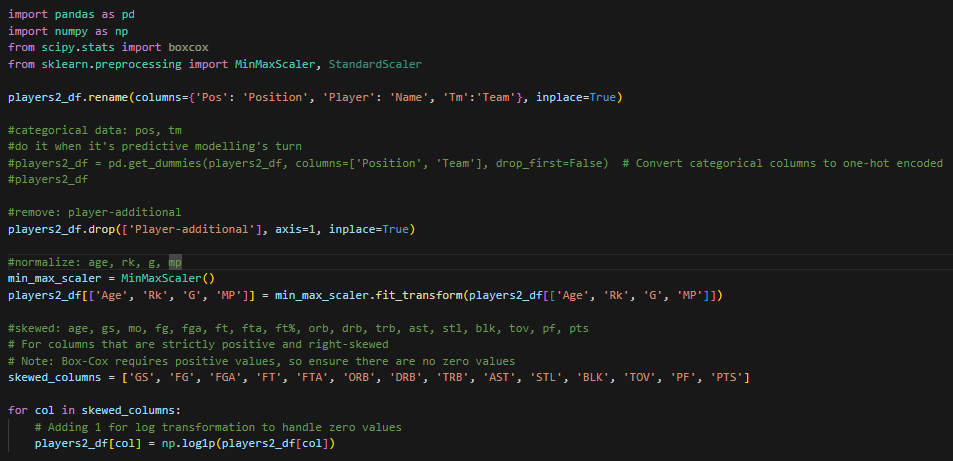 import pandas as pd
import numpy as np
from scipy.stats import boxcox
from sklearn.preprocessing import MinMaxScaler, StandardScaler
players2_df.rename(columns={'Pos': 'Position', 'Player': 'Name', 'Tm':'Team'}, inplace=True)
#categorical data: pos, tm
#do it when it's predictive modelling's turn
#players2_df = pd.get_dummies(players2_df, columns=['Position', 'Team'], drop_first=False)  # Convert categorical columns to one-hot encoded
#players2_df
#remove: player-additional
players2_df.drop(['Player-additional'], axis=1, inplace=True)
#normalize: age, rk, g, mp
min_max_scaler = MinMaxScaler()
players2_df[['Age', 'Rk', 'G', 'MP']] = min_max_scaler.fit_transform(players2_df[['Age', 'Rk', 'G', 'MP']])
#skewed: age, gs, mo, fg, fga, ft, fta, ft%, orb, drb, trb, ast, stl, blk, tov, pf, pts
# For columns that are strictly positive and right-skewed
# Note: Box-Cox requires positive values, so ensure there are no zero values
skewed_columns = ['GS', 'FG', 'FGA', 'FT', 'FTA', 'ORB', 'DRB', 'TRB', 'AST', 'STL', 'BLK', 'TOV', 'PF', 'PTS']
for col in skewed_columns:
    # Adding 1 for log transformation to handle zero values
    players2_df[col] = np.log1p(players2_df[col])